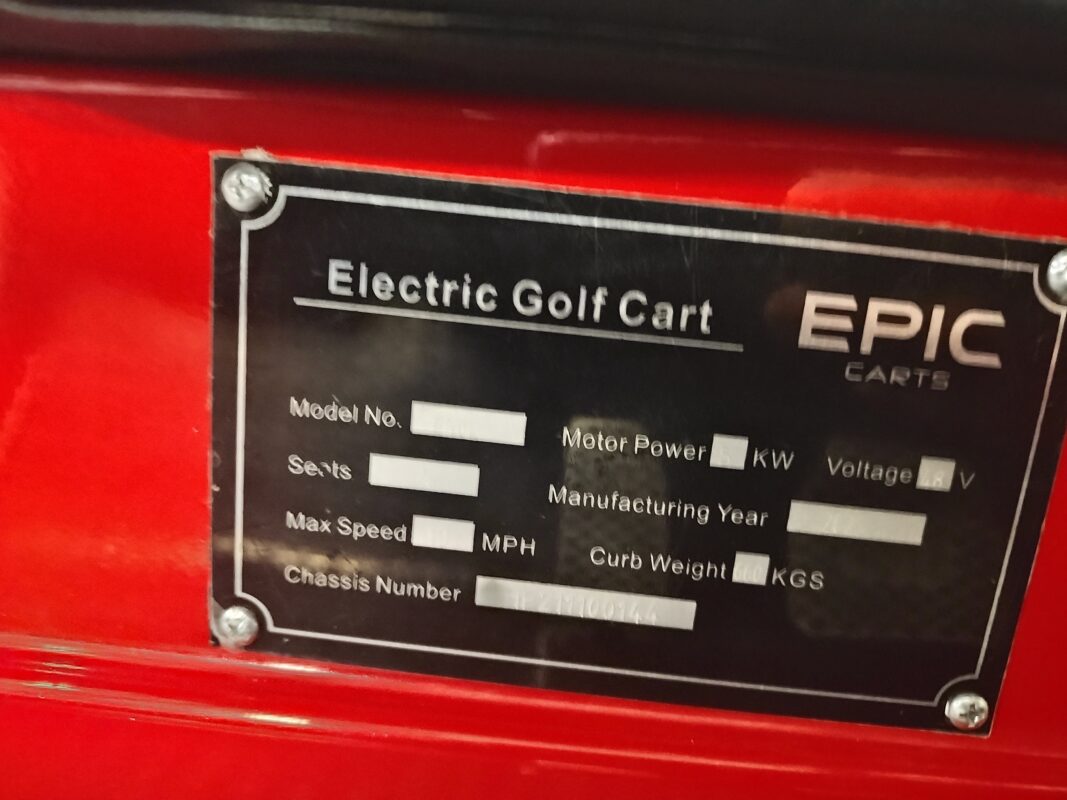 Electric Golf Cart
EPIC
CARTS
Model No.
Motor Power KW
Voltage V
Seats
Manufacturing Year
Max Speed MPH
Curb Weight KGS
Chassis Number